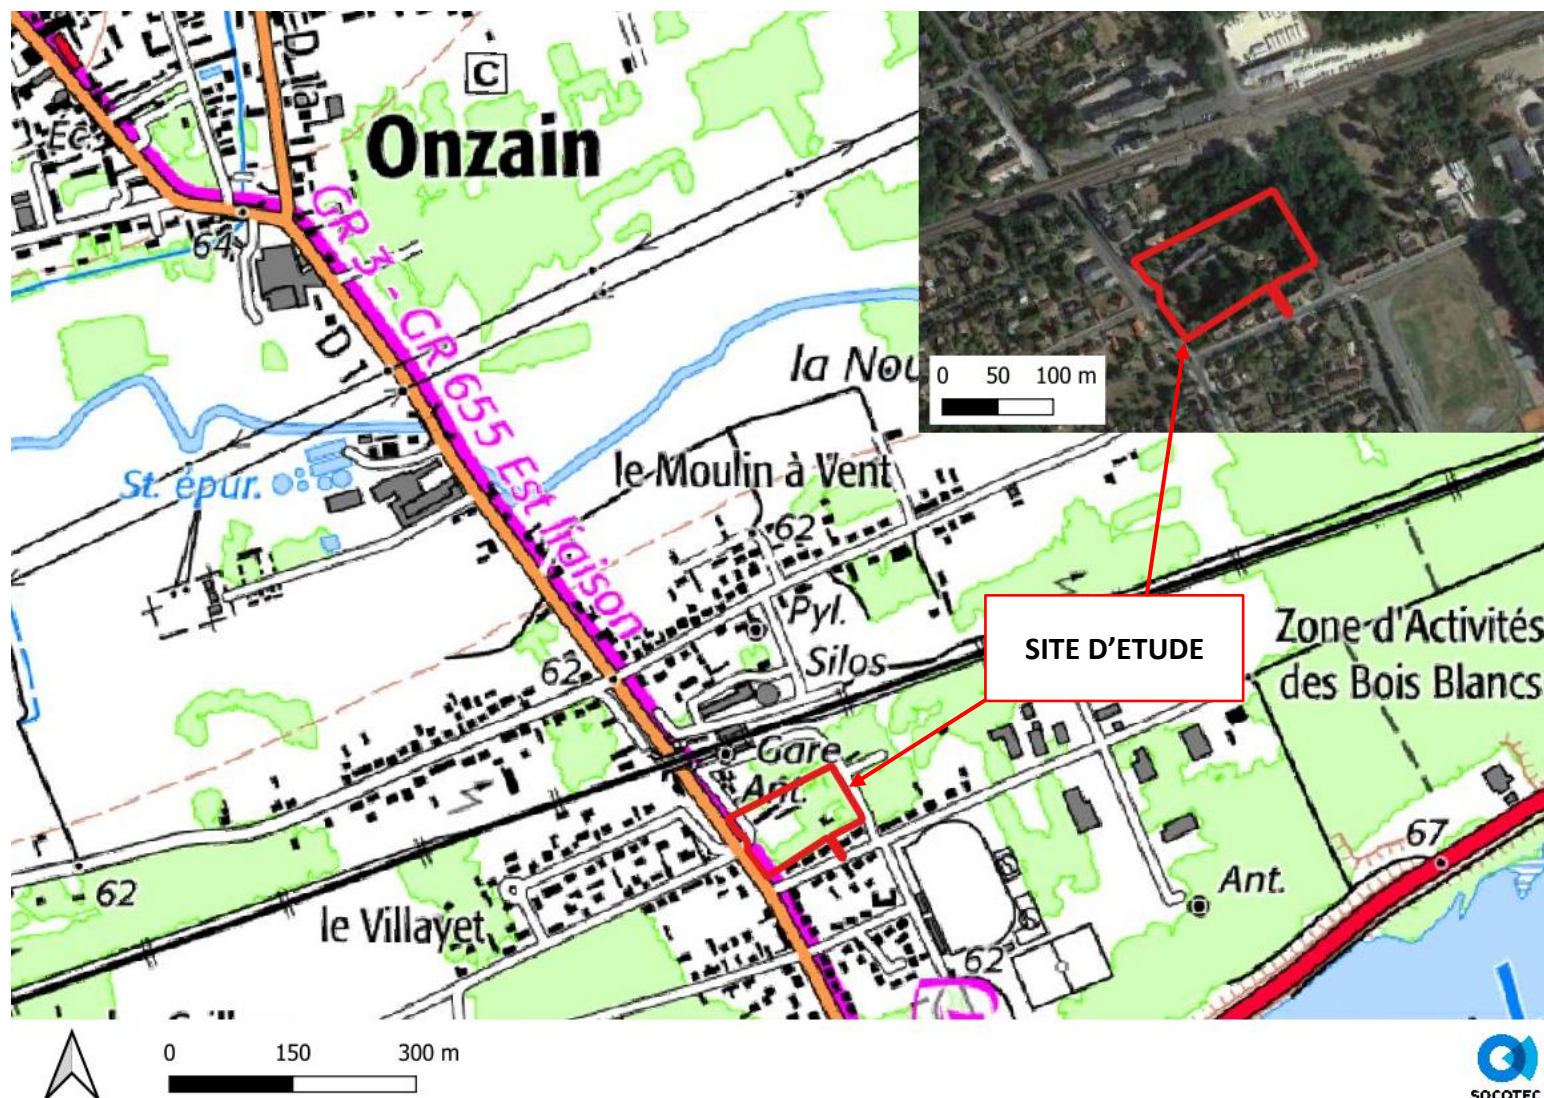 C
Onzain
Éc.
D 1
64
GR 3 - GR 655 Est liaison
D 1
la Nou
0 50 100 m
St. épur.
le Moulin à Vent
62
Pyl.
Silos
SITE D’ETUDE
Zone d'Activités
des Bois Blancs
62
Gare
Ant.
67
62
Ant.
le Villayet
62
0 150 300 m
SOCOTEC